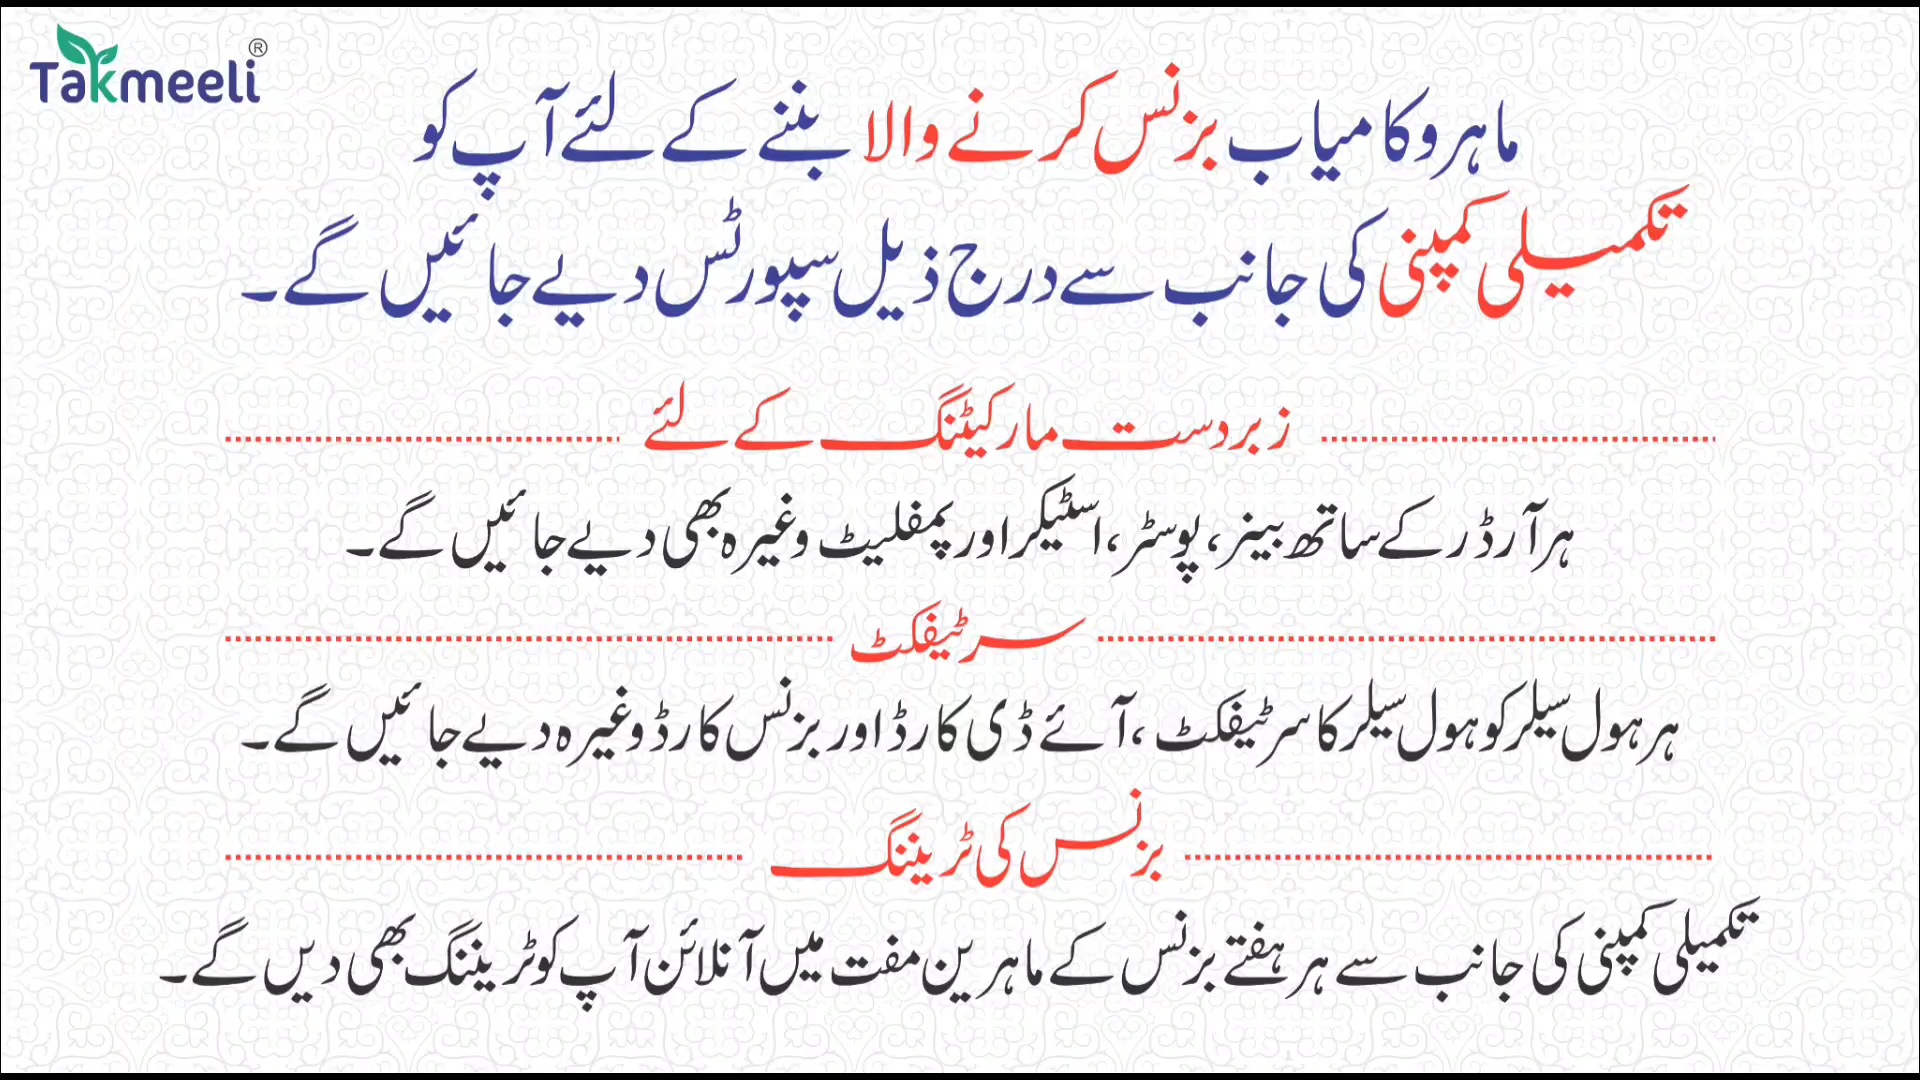 Takmeeli®
ماہر و کامیاب بزنس کرنے والا بننے کے لئے آپ کو
تکمیلی کمپنی کی جانب سے درج ذیل سپورٹس دیے جائیں گے۔
زبردست مارکیٹنگ کے لئے
ہر آرڈر کے ساتھ بینر، پوسٹر، اسٹیکر اور پمفلیٹ وغیرہ بھی دیے جائیں گے۔
سرٹیفکٹ
ہر ہول سیلر کو ہول سیلر کا سرٹیفکٹ، آئے ڈی کارڈ اور بزنس کارڈ وغیرہ دیے جائیں گے۔
بزنس کی ٹریننگ
تکمیلی کمپنی کی جانب سے ہر ہفتے بزنس کے ماہرین مفت میں آنلائن آپ کو ٹریننگ بھی دیں گے۔